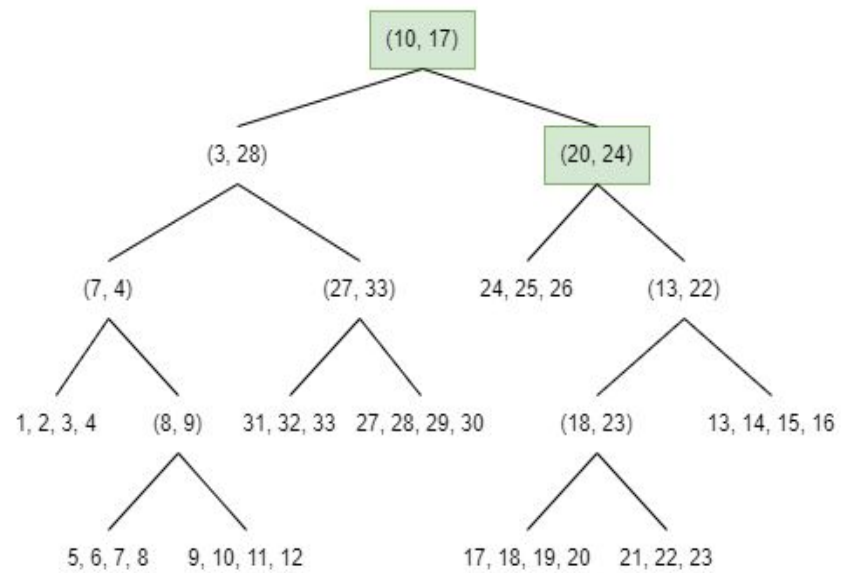 (10, 17)
(3, 28)
(20, 24)
(7, 4)
(27, 33)
24, 25, 26
(13, 22)
1, 2, 3, 4
(8, 9)
31, 32, 33
27, 28, 29, 30
(18, 23)
13, 14, 15, 16
5, 6, 7, 8
9, 10, 11, 12
17, 18, 19, 20
21, 22, 23